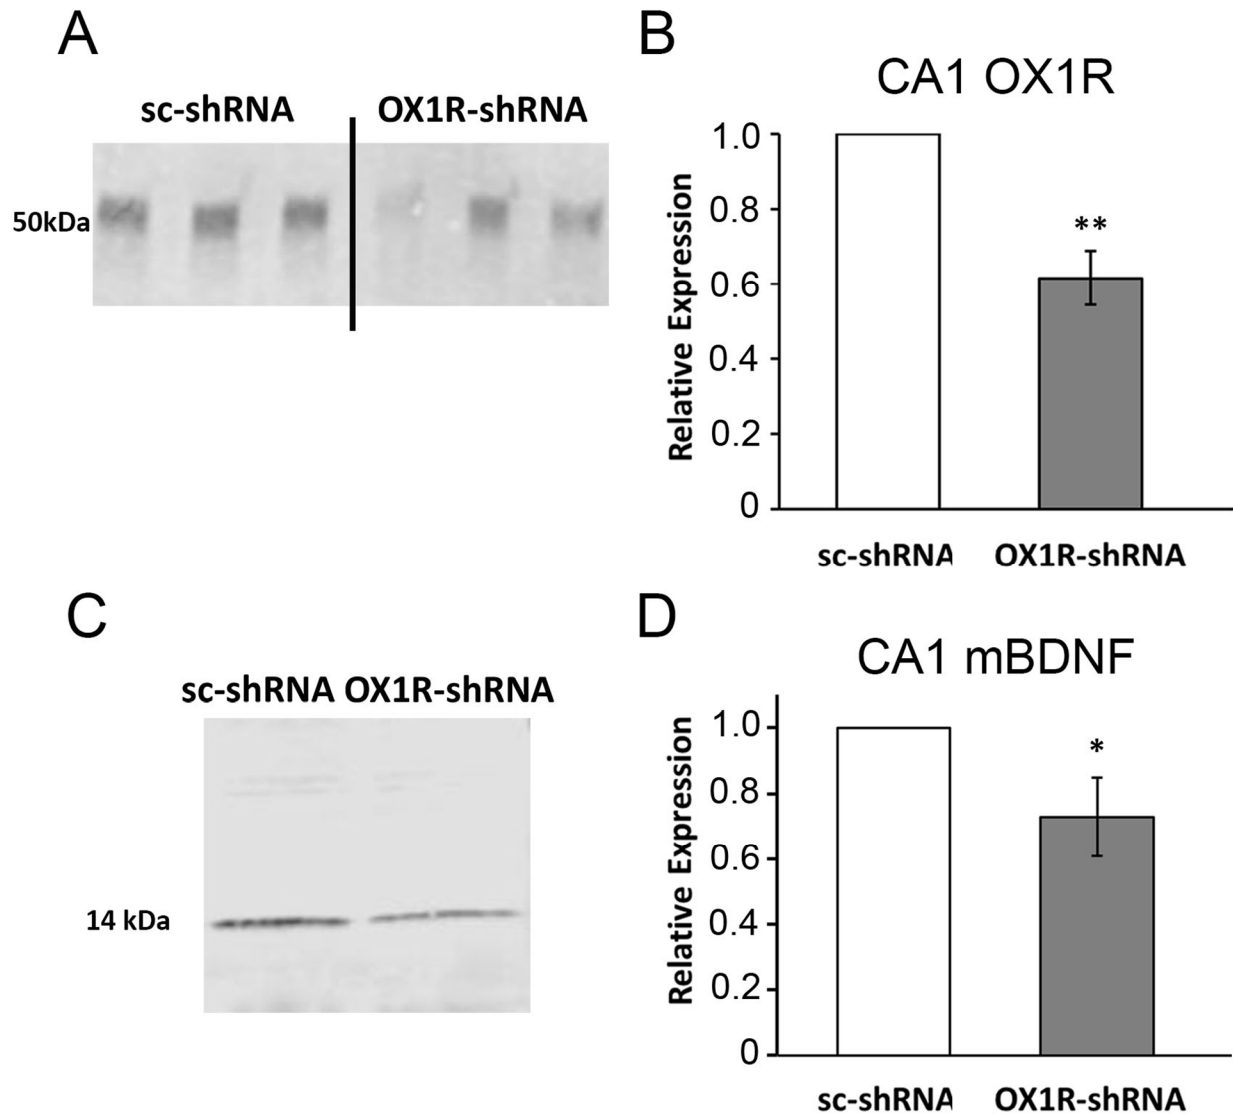 A
sc-shRNA OX1R-shRNA
50kDa
B
CA1 OX1R
Relative Expression
1.0
0.8
0.6
0.4
0.2
0
**
sc-shRNA OX1R-shRNA
C
sc-shRNA OX1R-shRNA
14 kDa
D
CA1 mBDNF
Relative Expression
1.0
0.8
0.6
0.4
0.2
0
*
sc-shRNA OX1R-shRNA